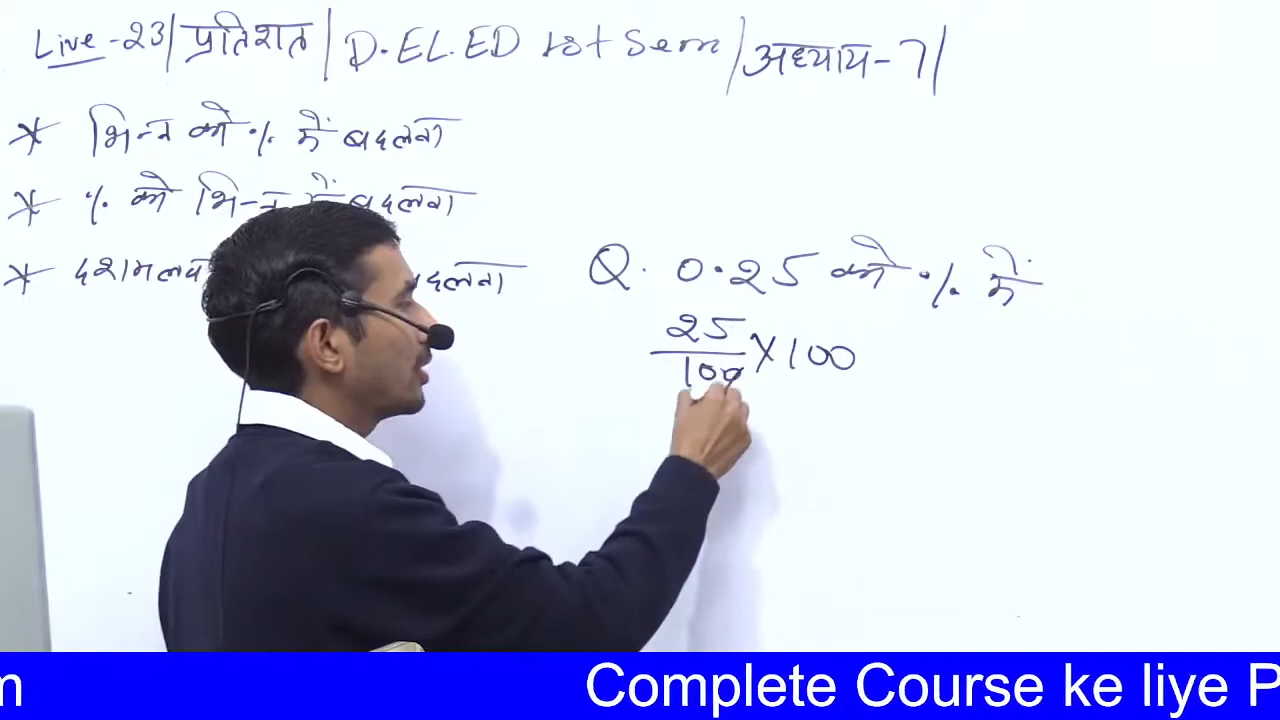 Live-23| प्रतिशत | D.EL.ED 1st Sem | अध्याय-7 |
* भिन्न को % में बदलना
* % को भिन्न में बदलना
* दशमलव बदलना
Q. 0.25 को % में
25/100 × 100
m Complete Course ke liye P